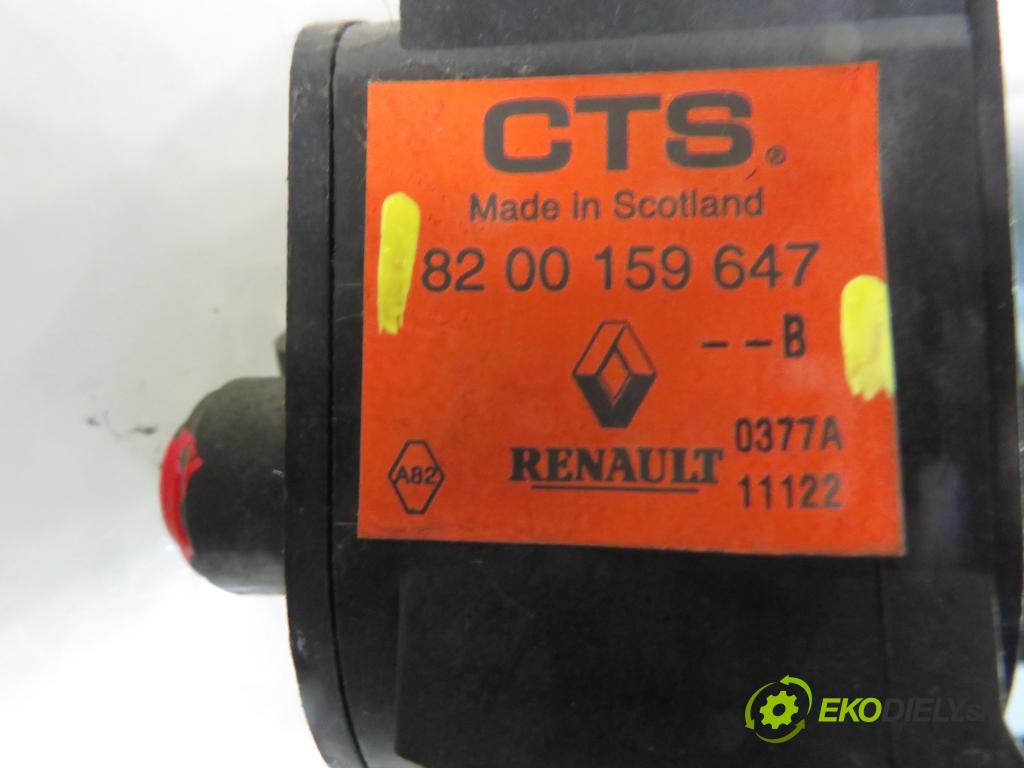 CTS®
Made in Scotland
82 00 159 647
--B
RENAULT
0377A
11122
A82
EKODIELY.sk